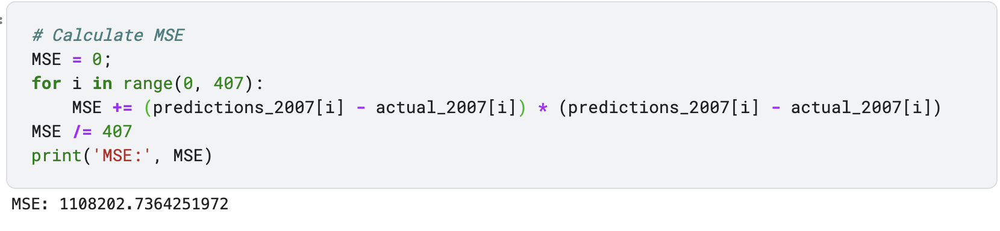 # Calculate MSE
MSE = 0;
for i in range(0, 407):
    MSE += (predictions_2007[i] - actual_2007[i]) * (predictions_2007[i] - actual_2007[i])
MSE /= 407
print('MSE:', MSE)
MSE: 1108202.7364251972